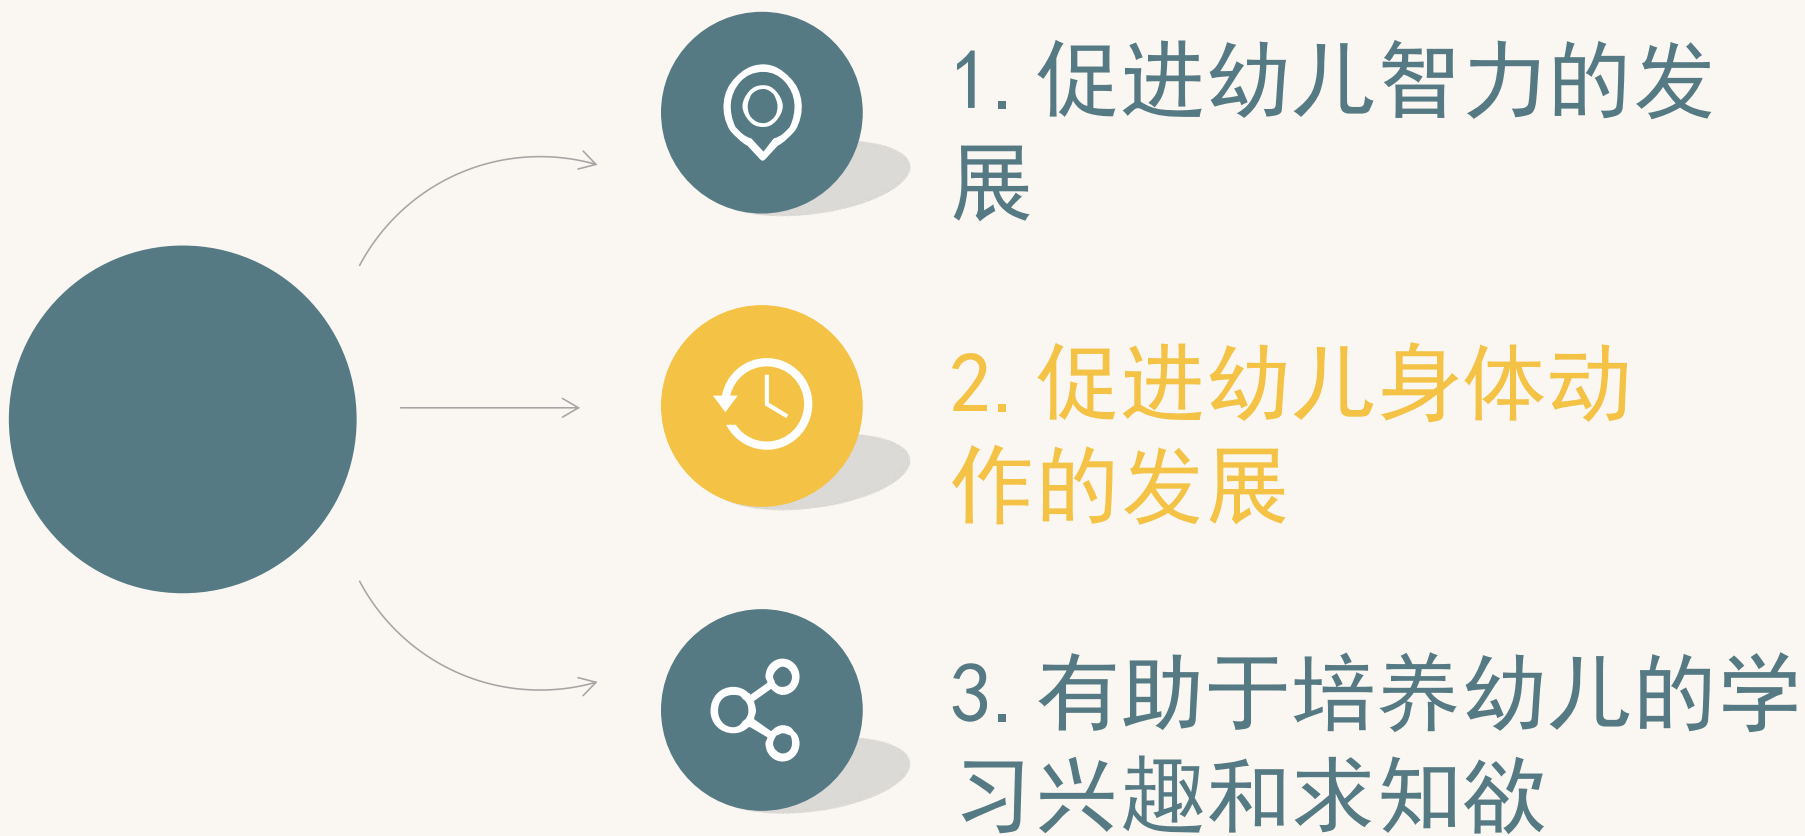 1. 促进幼儿智力的发
展
2. 促进幼儿身体动
作的发展
3. 有助于培养幼儿的学
习兴趣和求知欲